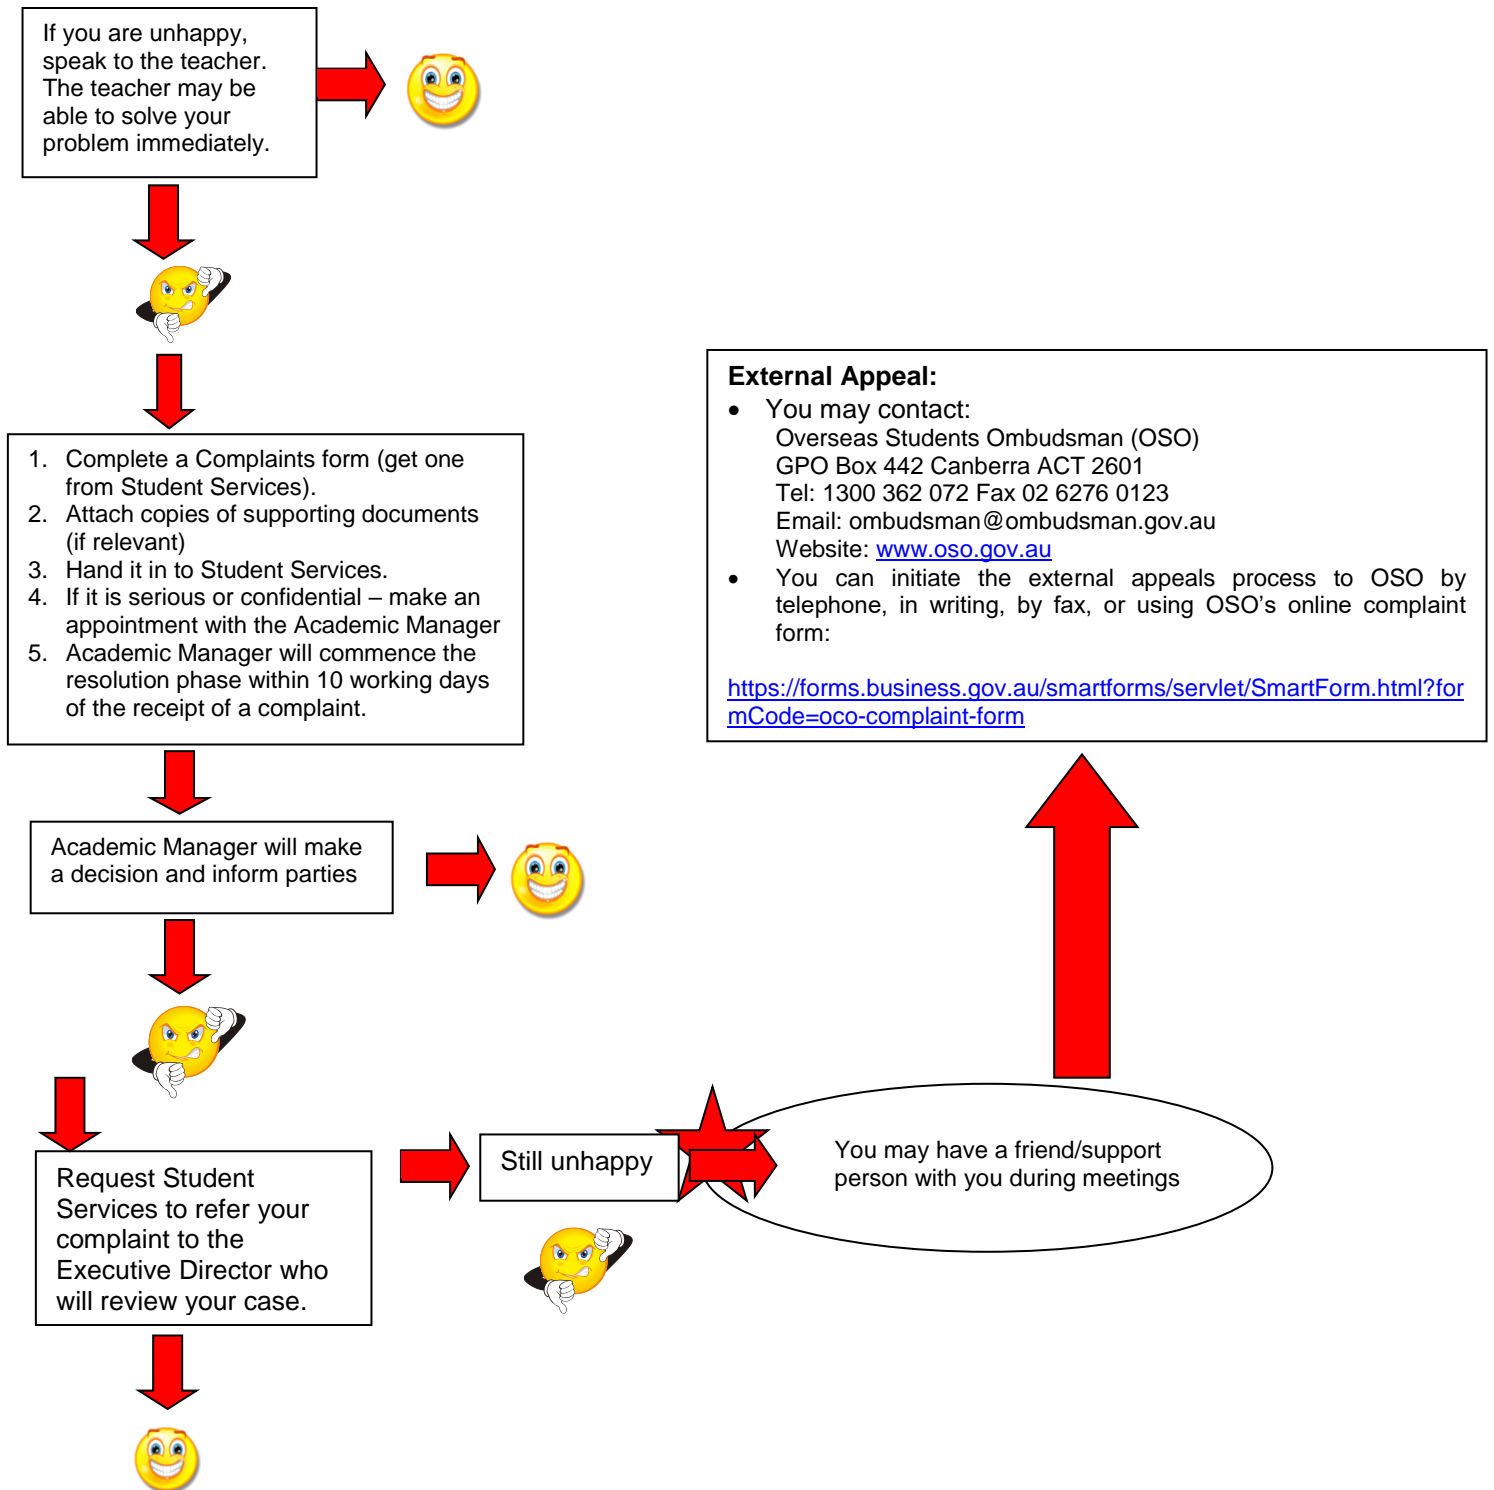 If you are unhappy,
speak to the teacher.
The teacher may be
able to solve your
problem immediately.
1. Complete a Complaints form (get one
from Student Services).
2. Attach copies of supporting documents
(if relevant)
3. Hand it in to Student Services.
4. If it is serious or confidential – make an
appointment with the Academic Manager
5. Academic Manager will commence the
resolution phase within 10 working days
of the receipt of a complaint.
Academic Manager will make
a decision and inform parties
Request Student
Services to refer your
complaint to the
Executive Director who
will review your case.
Still unhappy
You may have a friend/support
person with you during meetings
External Appeal:
• You may contact:
Overseas Students Ombudsman (OSO)
GPO Box 442 Canberra ACT 2601
Tel: 1300 362 072 Fax 02 6276 0123
Email: ombudsman@ombudsman.gov.au
Website: www.oso.gov.au
• You can initiate the external appeals process to OSO by
telephone, in writing, by fax, or using OSO's online complaint
form:
https://forms.business.gov.au/smartforms/servlet/SmartForm.html?for
mCode=oco-complaint-form